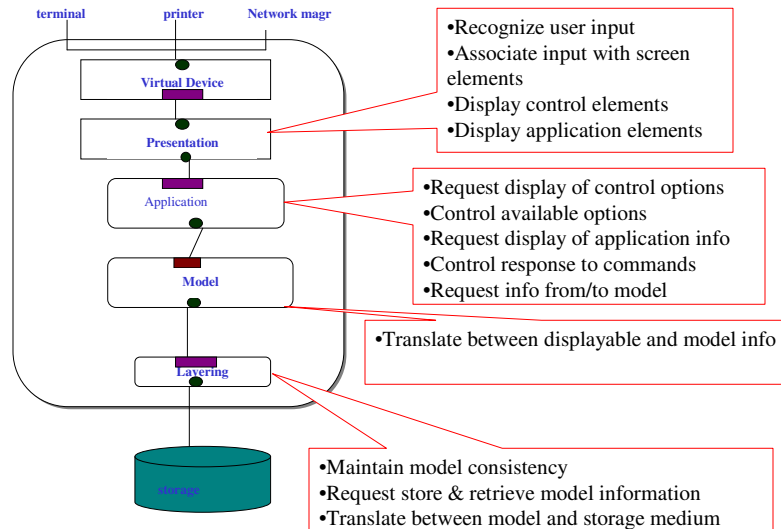 terminal printer Network magr
Virtual Device
Presentation
Application
Model
Layering
storage
•Recognize user input
•Associate input with screen
elements
•Display control elements
•Display application elements
•Request display of control options
•Control available options
•Request display of application info
•Control response to commands
•Request info from/to model
•Translate between displayable and model info
•Maintain model consistency
•Request store & retrieve model information
•Translate between model and storage medium